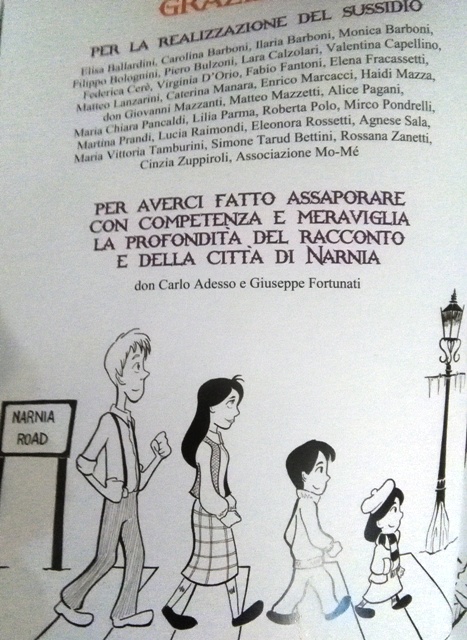 GRAZIE
PER LA REALIZZAZIONE DEL SUSSIDIO
Elisa Ballardini, Carolina Barboni, Ilaria Barboni, Monica Barboni,
Filippo Bolognini, Piero Bulzoni, Lara Calzolari, Valentina Capellino,
Federica Cerè, Virginia D'Orio, Fabio Fantoni, Elena Fracassetti,
Matteo Lanzarini, Caterina Manara, Enrico Marcacci, Haidi Mazza,
don Giovanni Mazzanti, Matteo Mazzetti, Alice Pagani,
Maria Chiara Pancaldi, Lilia Parma, Roberta Polo, Mirco Pondrelli,
Martina Prandi, Lucia Raimondi, Eleonora Rossetti, Agnese Sala,
Maria Vittoria Tamburini, Simone Tarud Bettini, Rossana Zanetti,
Cinzia Zuppiroli, Associazione Mo-Mé
PER AVERCI FATTO ASSAPORARE
CON COMPETENZA E MERAVIGLIA
LA PROFONDITÀ DEL RACCONTO
E DELLA CITTÀ DI NARNIA
don Carlo Adesso e Giuseppe Fortunati
NARNIA
ROAD